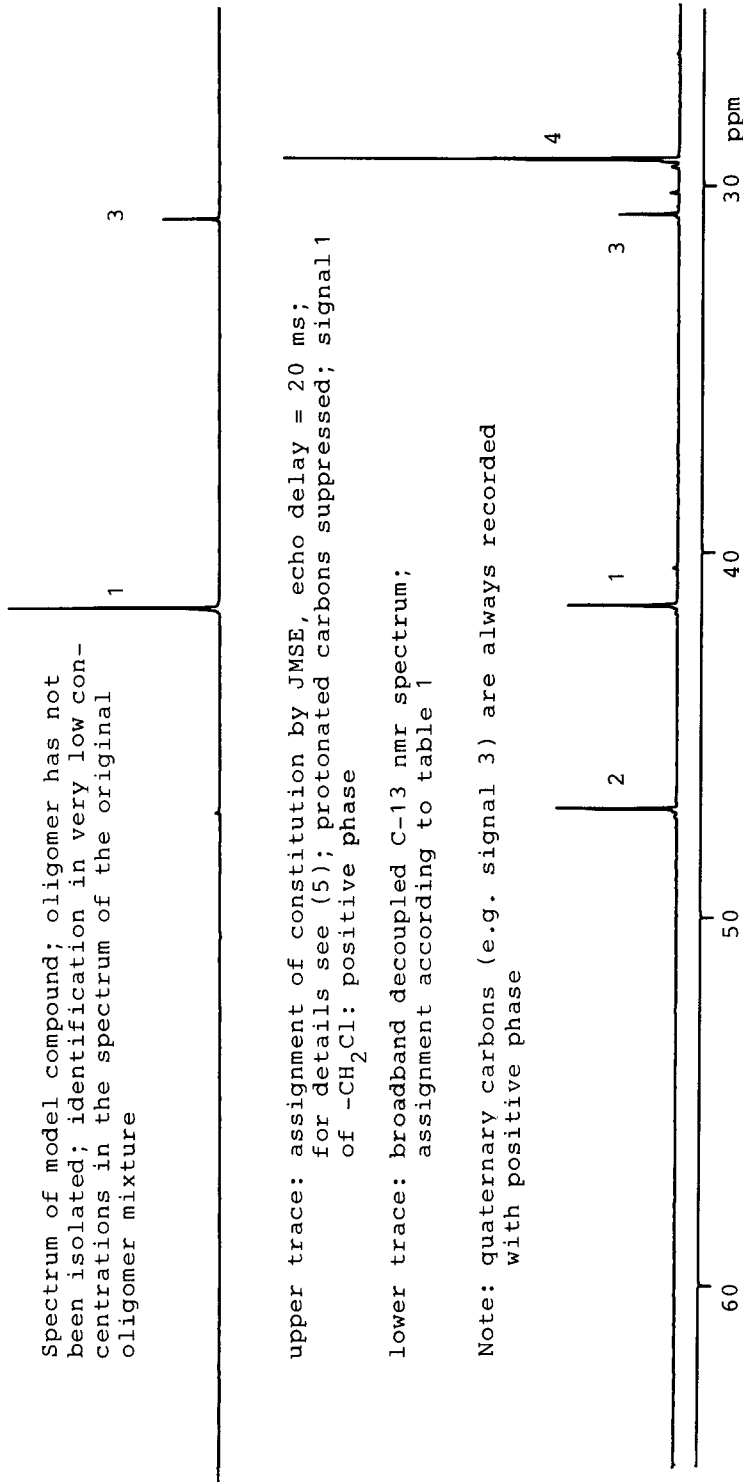 Spectrum of model compound; oligomer has not
been isolated; identification in very low con-
centrations in the spectrum of the original
oligomer mixture
1
3
upper trace: assignment of constitution by JMSE, echo delay = 20 ms;
for details see (5); protonated carbons suppressed; signal 1
of -CH₂Cl: positive phase
lower trace: broadband decoupled C-13 nmr spectrum;
assignment according to table 1
Note: quaternary carbons (e.g. signal 3) are always recorded
with positive phase
2
1
3
4
60
50
40
30
ppm